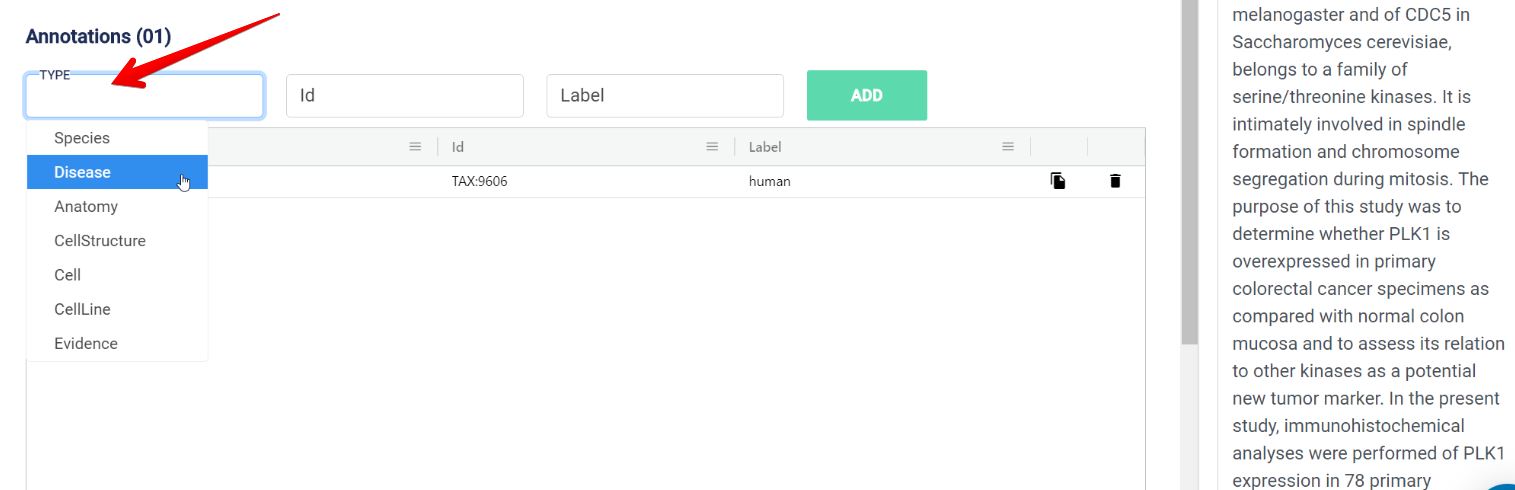 Annotations (01)
TYPE
Id
Label
ADD
Species
Disease
Anatomy
CellStructure
Cell
CellLine
Evidence
Id
Label
TAX:9606
human
melanogaster and of CDC5 in
Saccharomyces cerevisiae,
belongs to a family of
serine/threonine kinases. It is
intimately involved in spindle
formation and chromosome
segregation during mitosis. The
purpose of this study was to
determine whether PLK1 is
overexpressed in primary
colorectal cancer specimens as
compared with normal colon
mucosa and to assess its relation
to other kinases as a potential
new tumor marker. In the present
study, immunohistochemical
analyses were performed of PLK1
expression in 78 primary